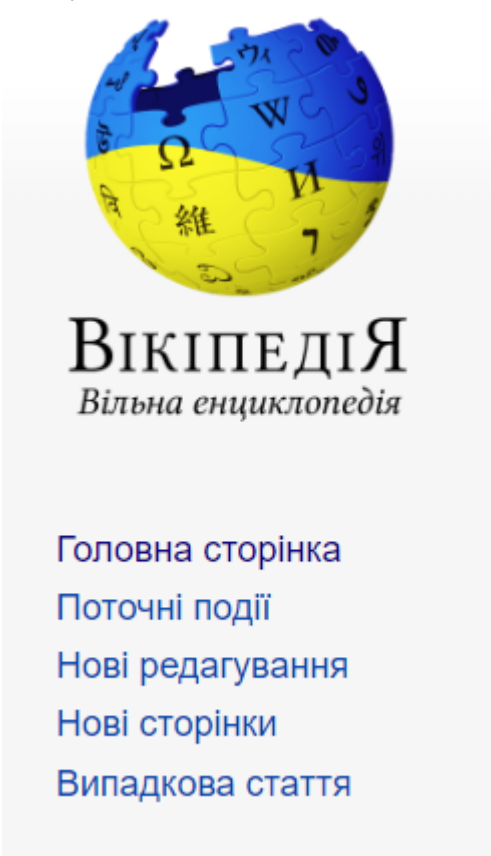 ВІКІПЕДІЯ
Вільна енциклопедія
Головна сторінка
Поточні події
Нові редагування
Нові сторінки
Випадкова стаття